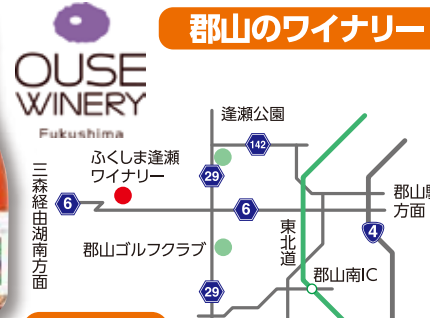 郡山のワイナリー
OUSE
WINERY
Fukushima
逢瀬公園
142
ふくしま逢瀬
ワイナリー
29
三森経由湖南方面
6
6
郡山
方面
東北道
4
郡山ゴルフクラブ
郡山南IC
29